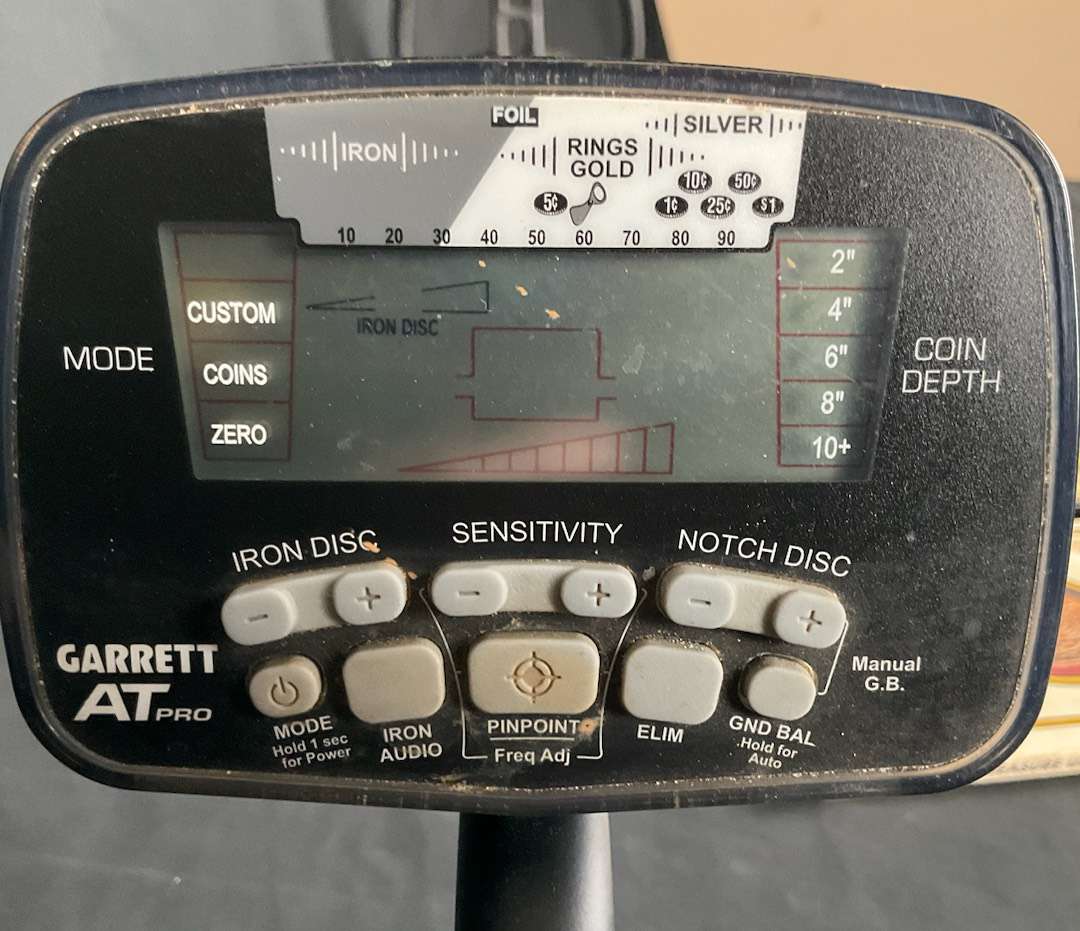 FOIL
SILVER
IRON
RINGS
GOLD
10¢ 50¢
5¢ 1¢ 25¢ $1
10 20 30 40 50 60 70 80 90
2"
CUSTOM
4"
IRON DISC
MODE
COINS
6"
COIN
DEPTH
8"
ZERO
10+
IRON DISC
SENSITIVITY
NOTCH DISC
- +
- +
- +
GARRETT
AT PRO
MODE
Hold 1 sec
for Power
IRON
AUDIO
PINPOINT
Freq Adj
ELIM
GND BAL
Hold for
Auto
Manual
G.B.